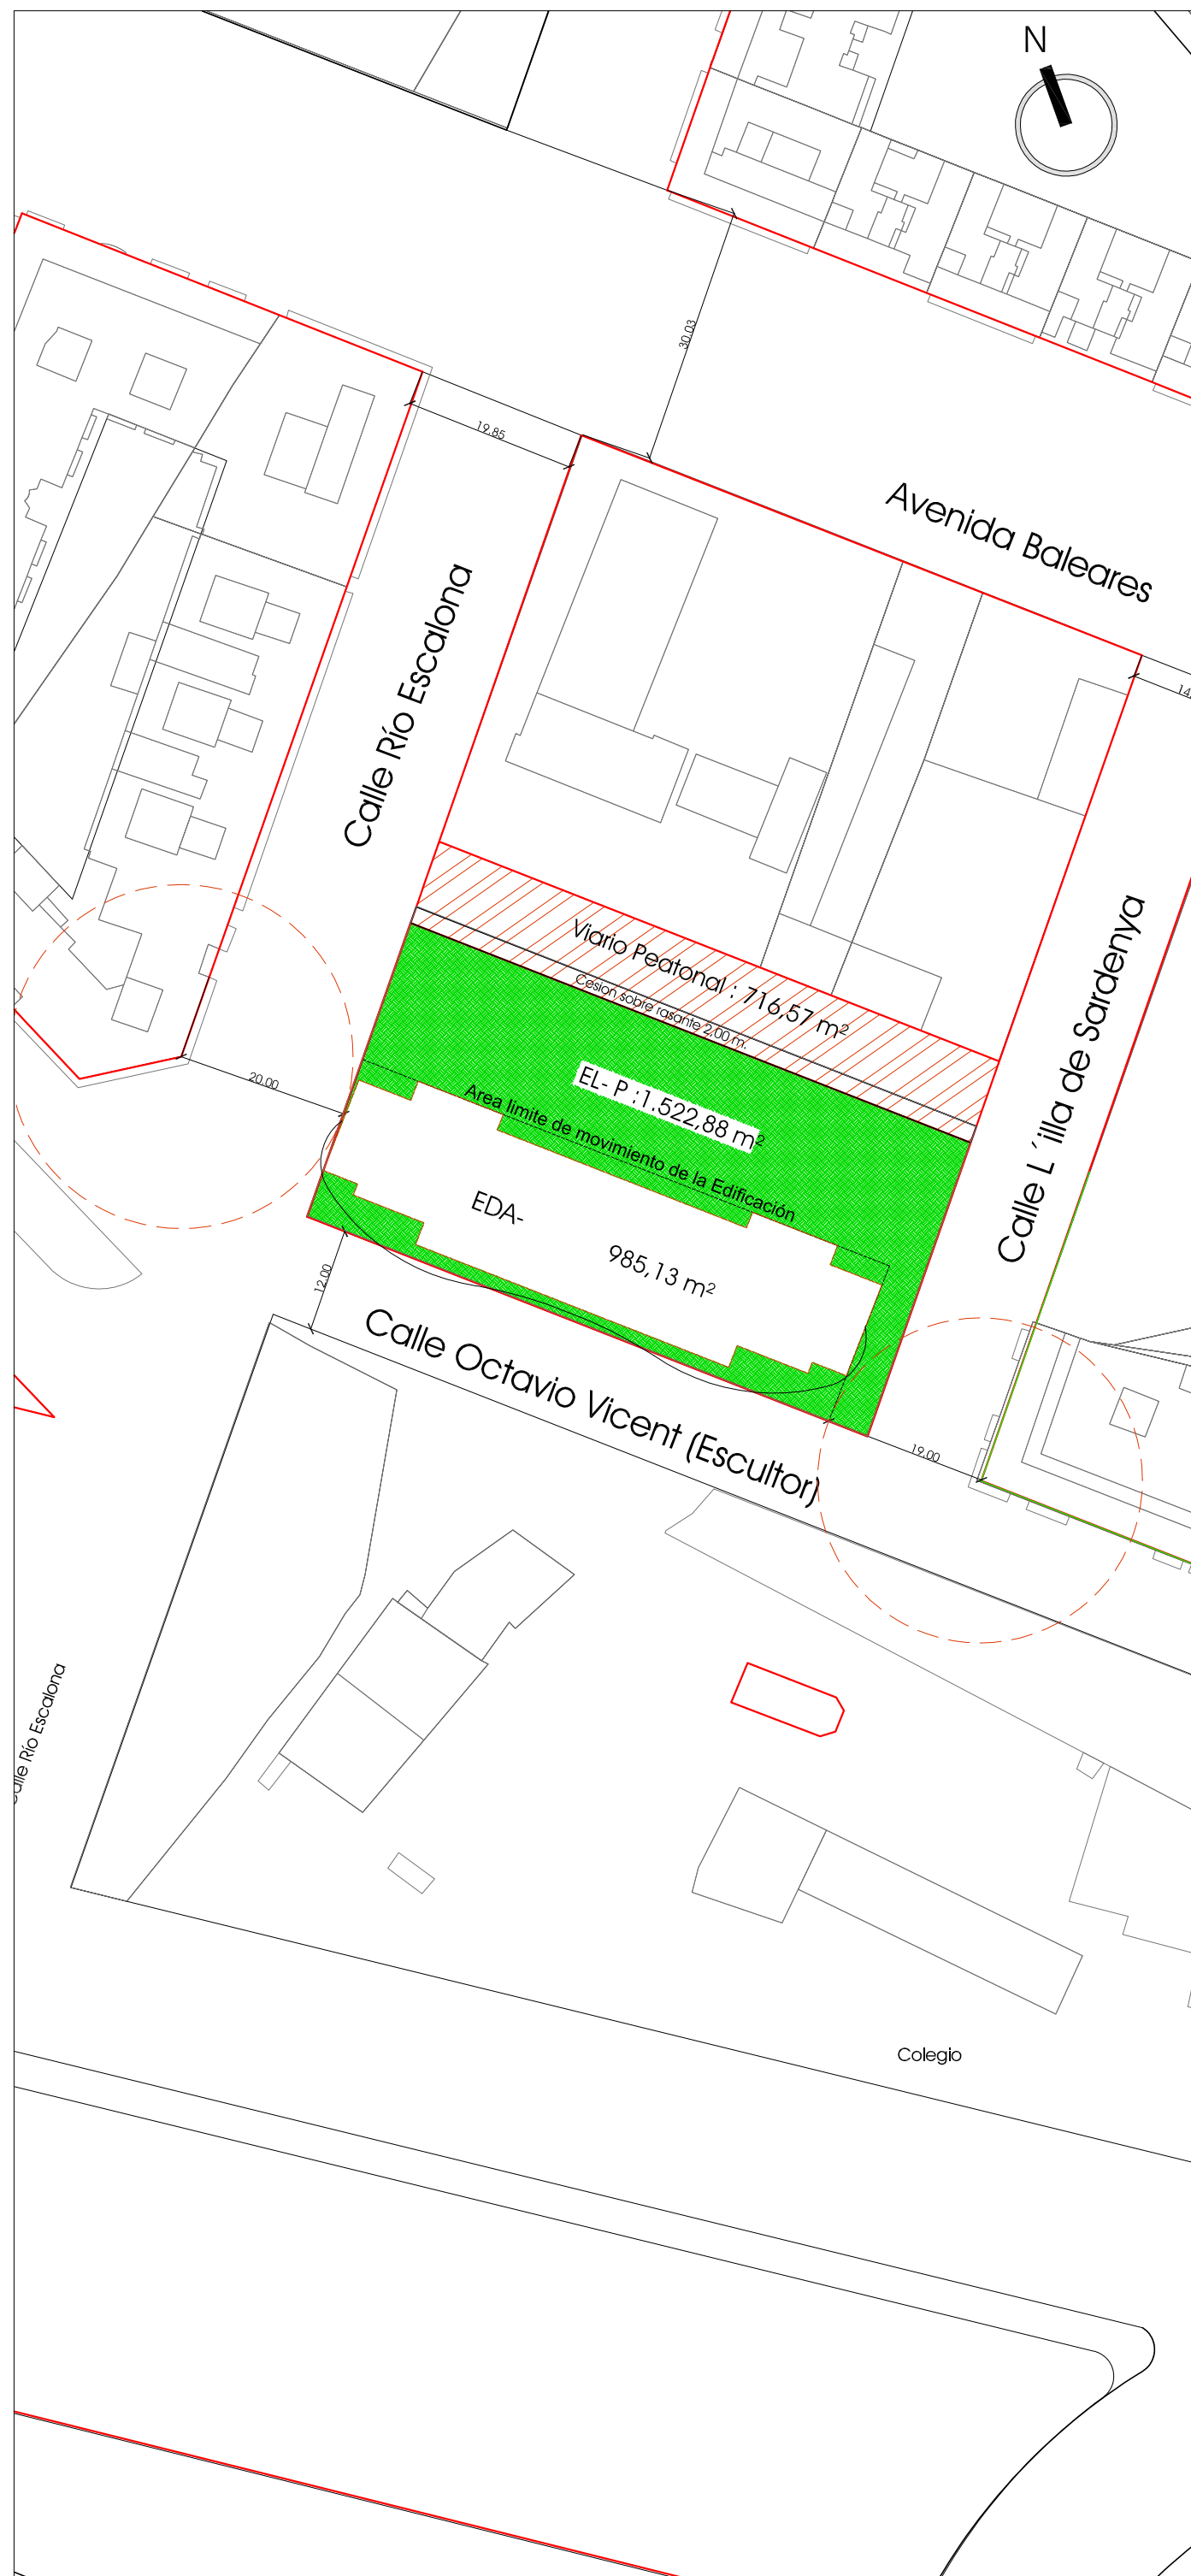 N
30.03
19.85
Avenida Baleares
14.
Calle Río Escalona
Viario Peatonal : 716,57 m²
Cesion sobre rasante 2,00 m.
Calle L´illa de Sardenya
EL- P :1.522,88 m²
20.00
Area limite de movimiento de la Edificación
EDA-
985,13 m²
12.00
Calle Octavio Vicent (Escultor)
19.00
alle Río Escalona
Colegio